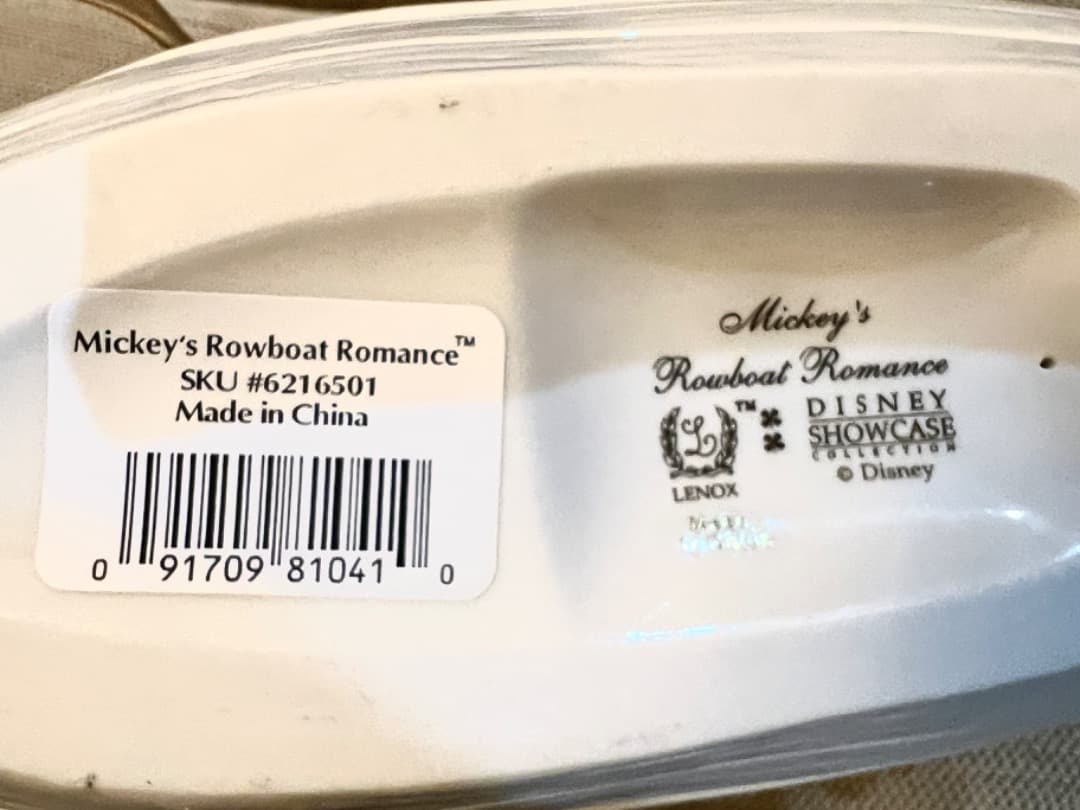 Mickey's Rowboat Romance™
SKU #6216501
Made in China
0 91709 81041 0
Mickey's
Rowboat Romance
L ™
LENOX
DISNEY
SHOWCASE
COLLECTION
© Disney